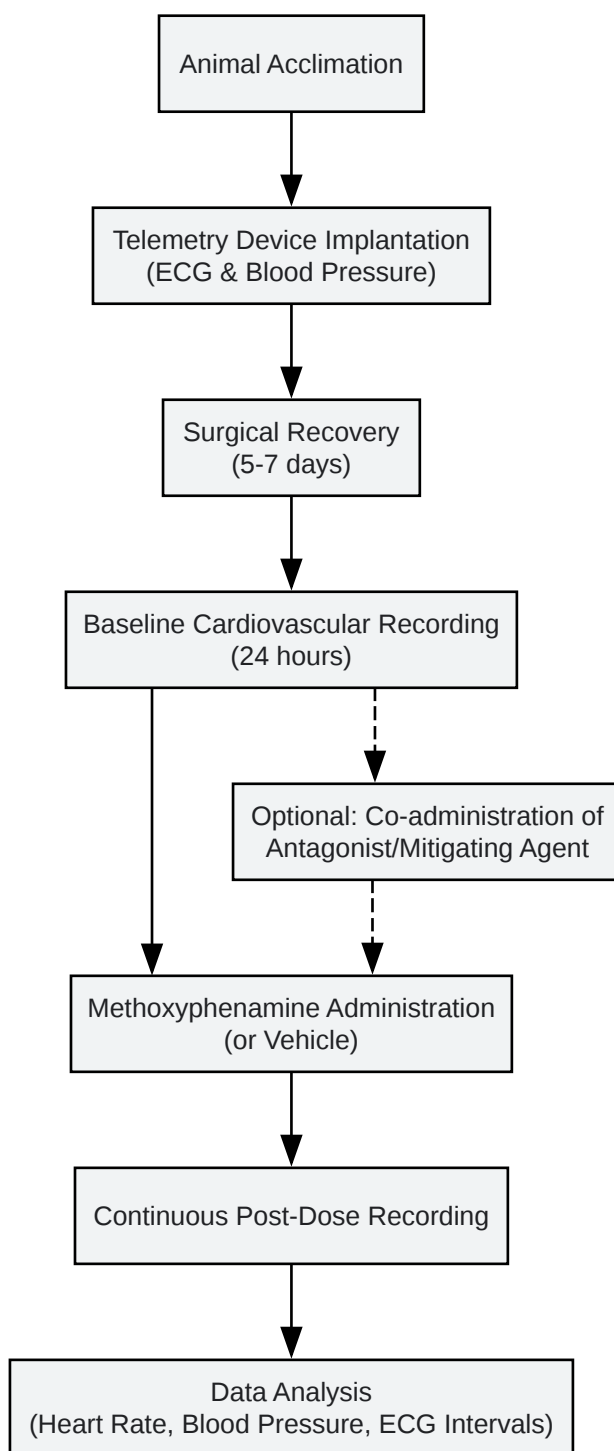 Animal Acclimation
Telemetry Device Implantation
(ECG & Blood Pressure)
Surgical Recovery
(5-7 days)
Baseline Cardiovascular Recording
(24 hours)
Optional: Co-administration of
Antagonist/Mitigating Agent
Methoxyphenamine Administration
(or Vehicle)
Continuous Post-Dose Recording
Data Analysis
(Heart Rate, Blood Pressure, ECG Intervals)